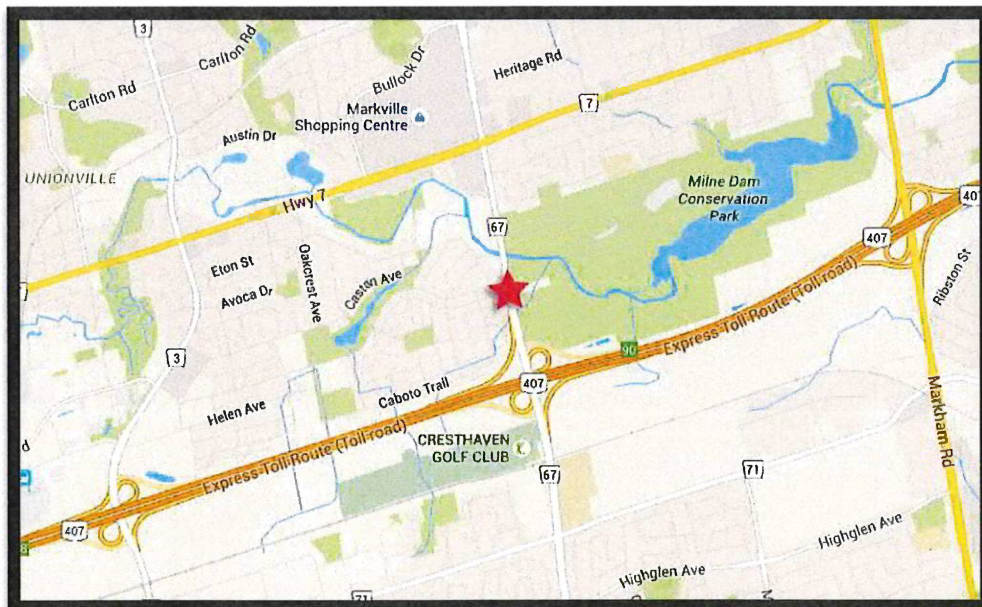 3
Carlton Rd
Carlton Rd
Bullock Dr
Heritage Rd
7
Markville
Shopping Centre
Austin Dr
UNIONVILLE
Hwy 7
Milne Dam
Conservation
Park
67
407
407
Eton St
Oakcrest Ave
Castan Ave
Avoca Dr
Ribston St
Express Toll Route (Toll road)
90
3
407
Helen Ave
Caboto Trail
Markham Rd
Express Toll Route (Toll road)
CRESTHAVEN
GOLF CLUB
67
71
d
407
8
Highglen Ave
Highglen Ave
71